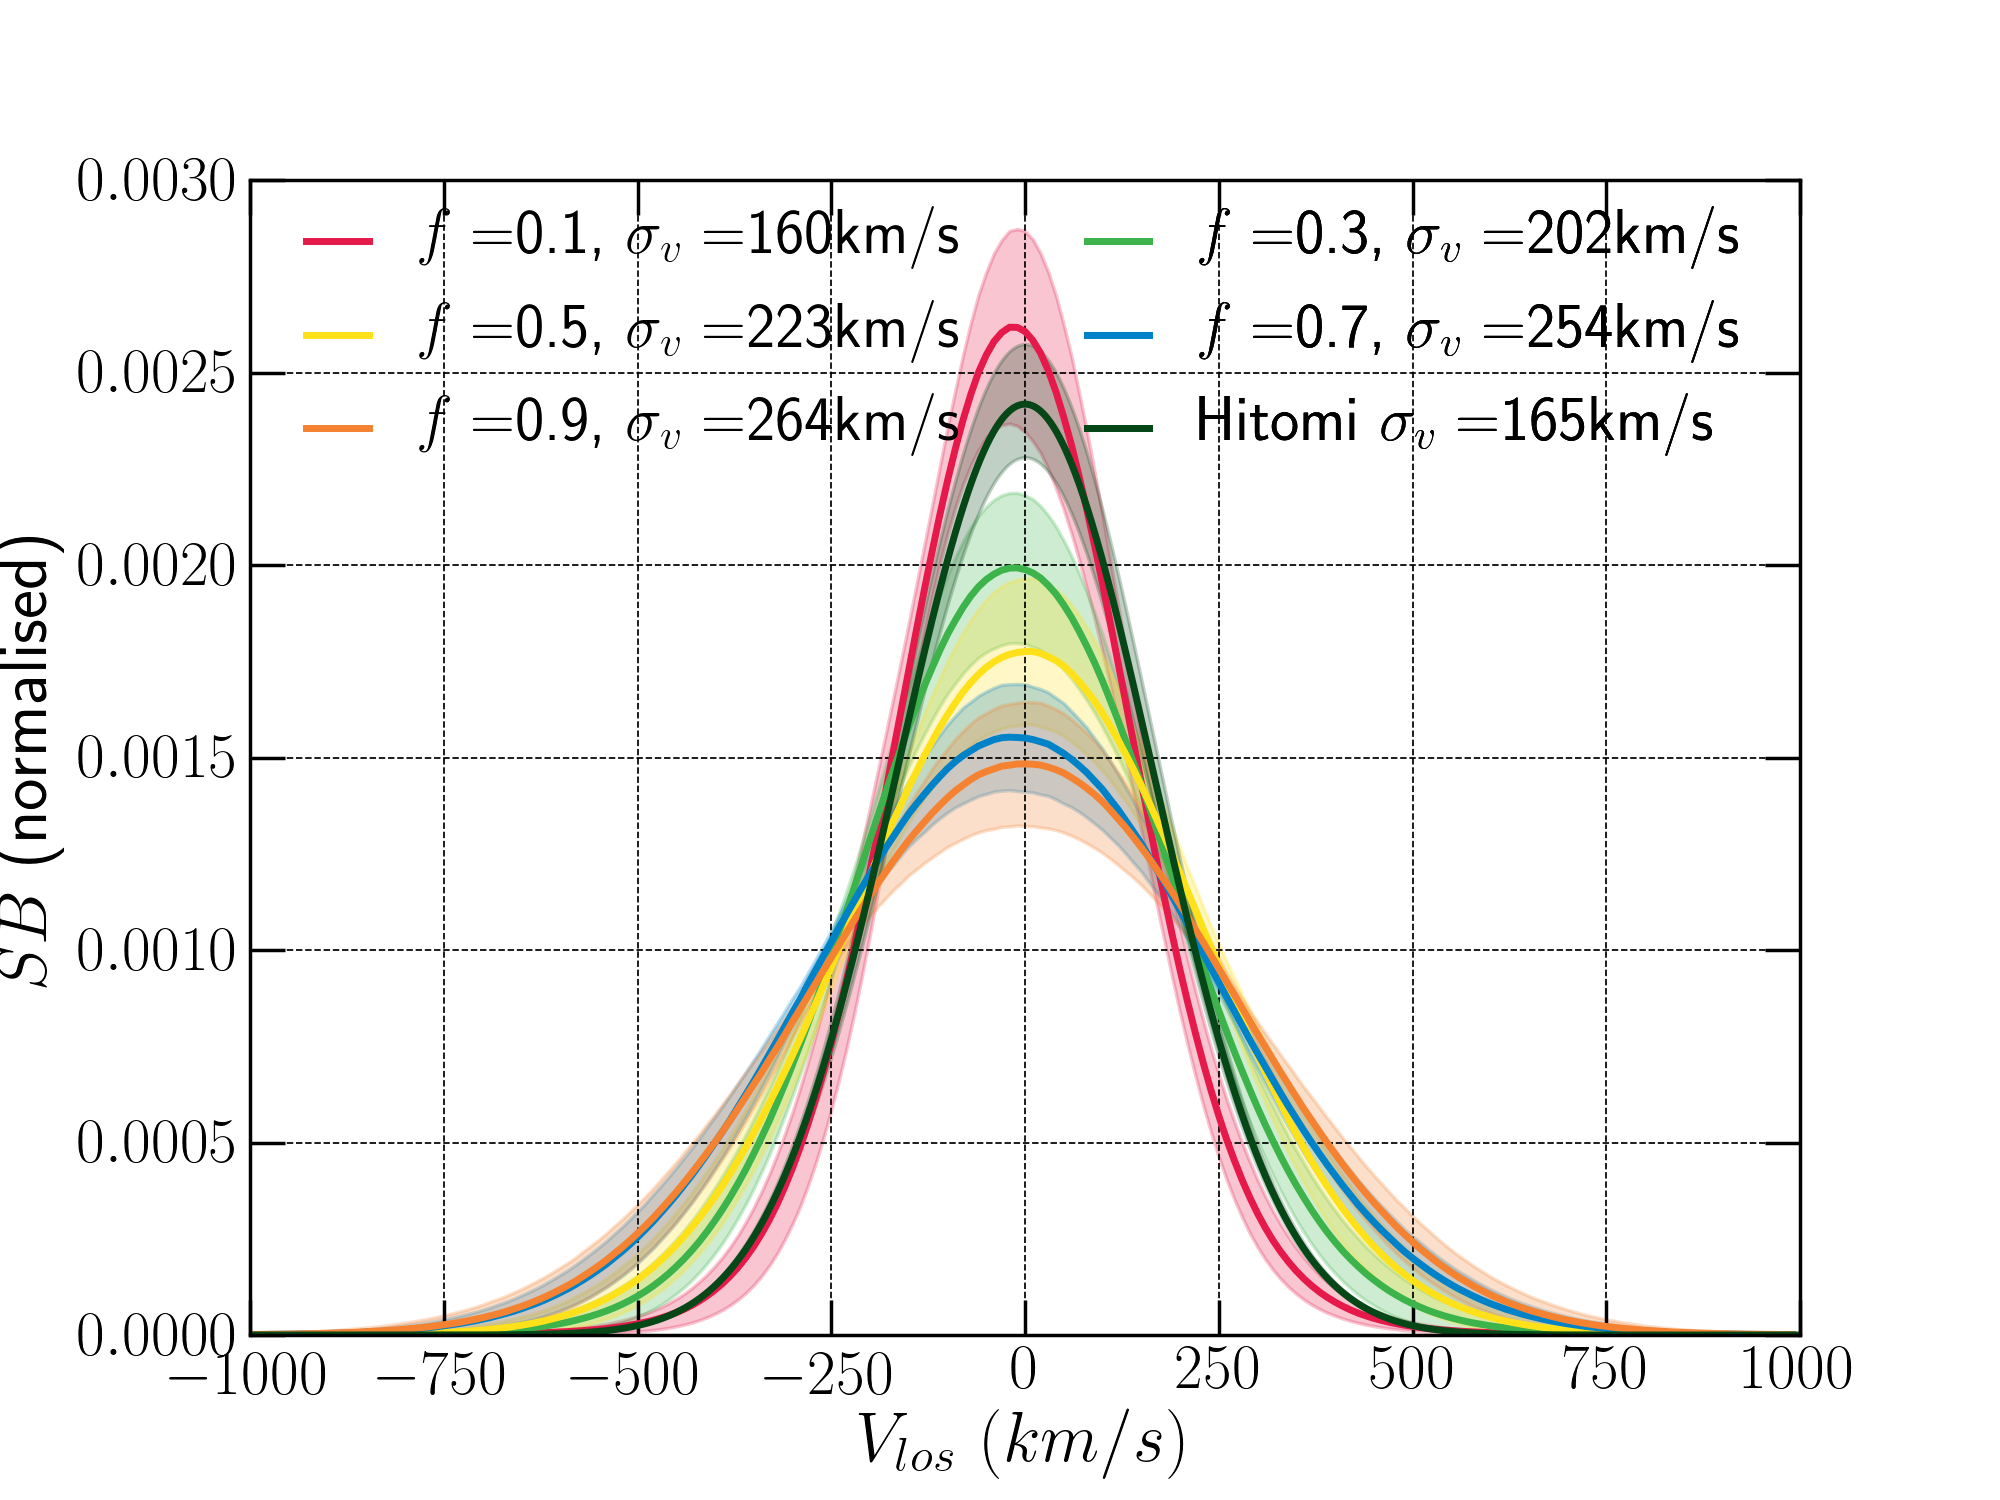 0.0030
0.0025
0.0020
0.0015
0.0010
0.0005
0.0000
SB (normalised)
f =0.1, σv =160km/s
f =0.5, σv =223km/s
f =0.9, σv =264km/s
f =0.3, σv =202km/s
f =0.7, σv =254km/s
Hitomi σv =165km/s
−1000 −750 −500 −250 0 250 500 750 1000
Vlos (km/s)